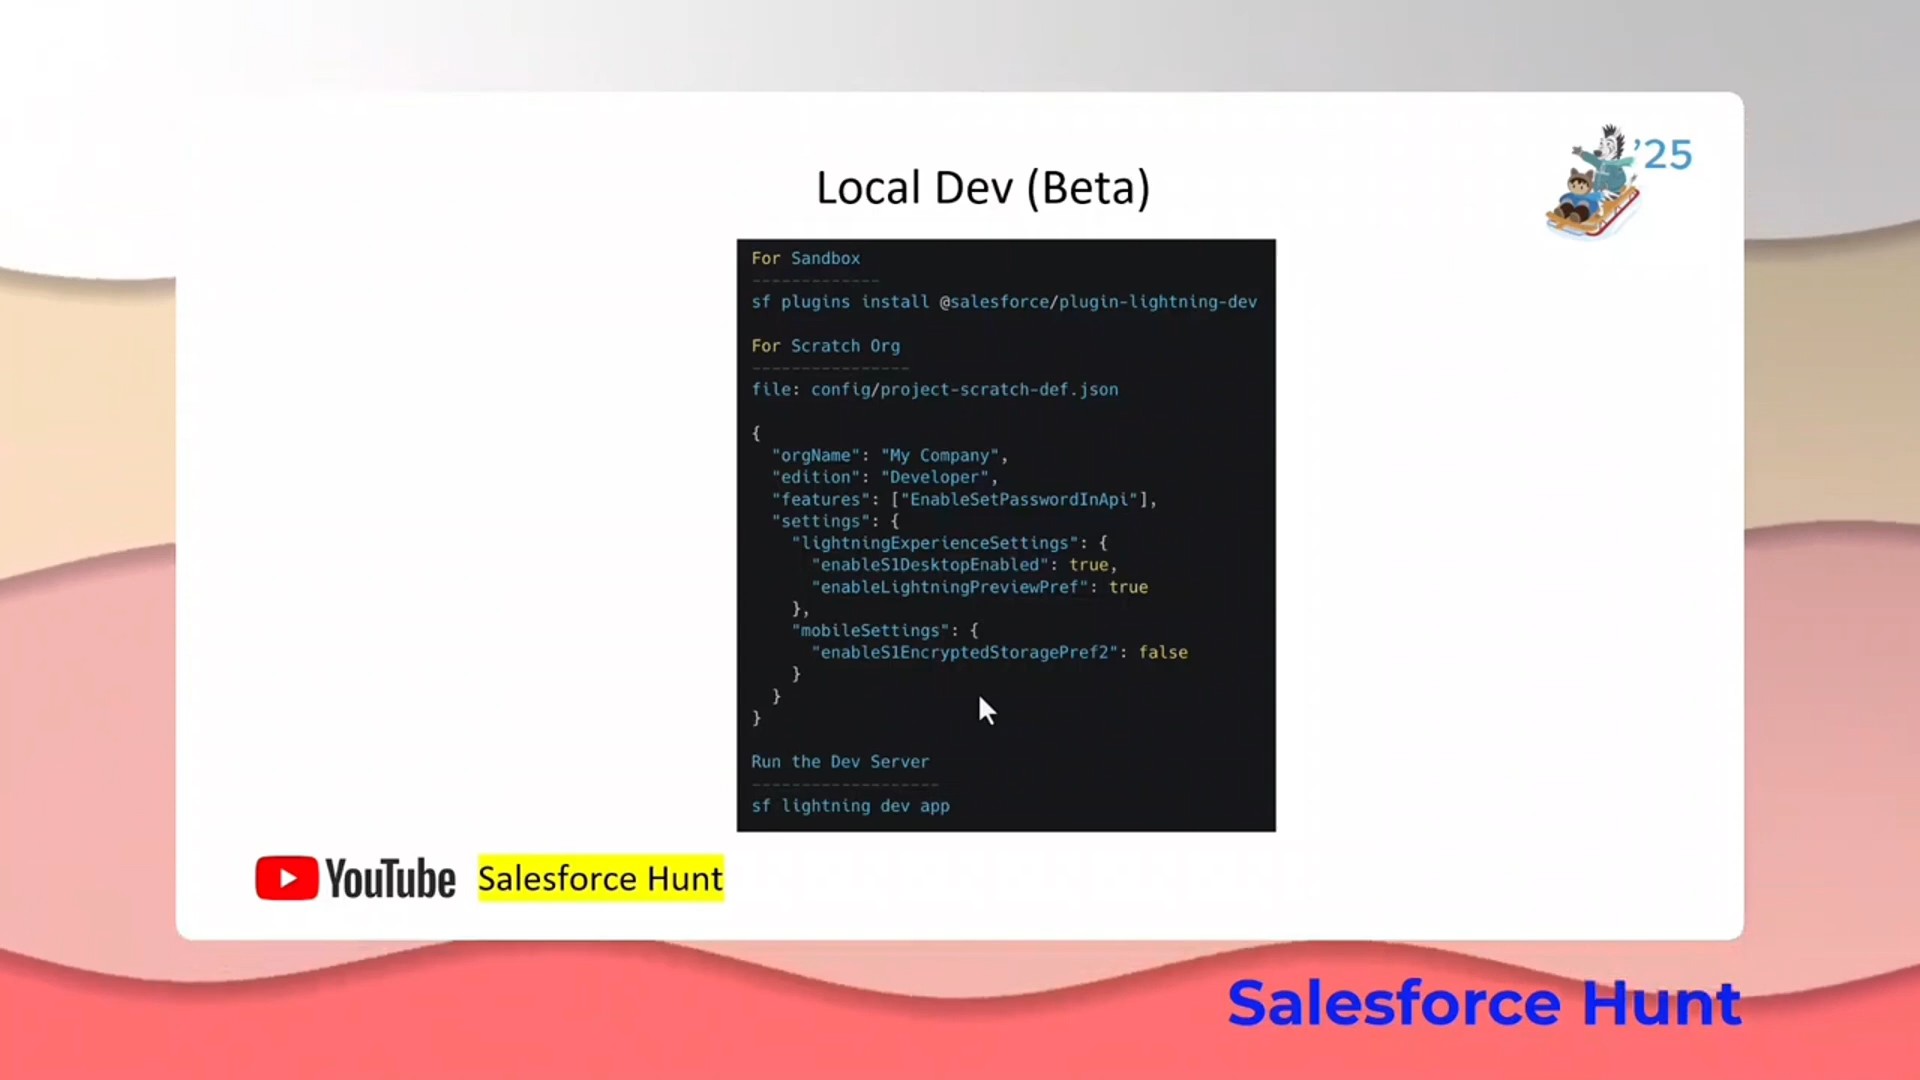 ’25
Local Dev (Beta)
For Sandbox
-------------
sf plugins install @salesforce/plugin-lightning-dev
For Scratch Org
----------------
file: config/project-scratch-def.json
{
"orgName": "My Company",
"edition": "Developer",
"features": ["EnableSetPasswordInApi"],
"settings": {
"lightningExperienceSettings": {
"enableS1DesktopEnabled": true,
"enableLightningPreviewPref": true
},
"mobileSettings": {
"enableS1EncryptedStoragePref2": false
}
}
}
Run the Dev Server
-------------------
sf lightning dev app
YouTube Salesforce Hunt
Salesforce Hunt